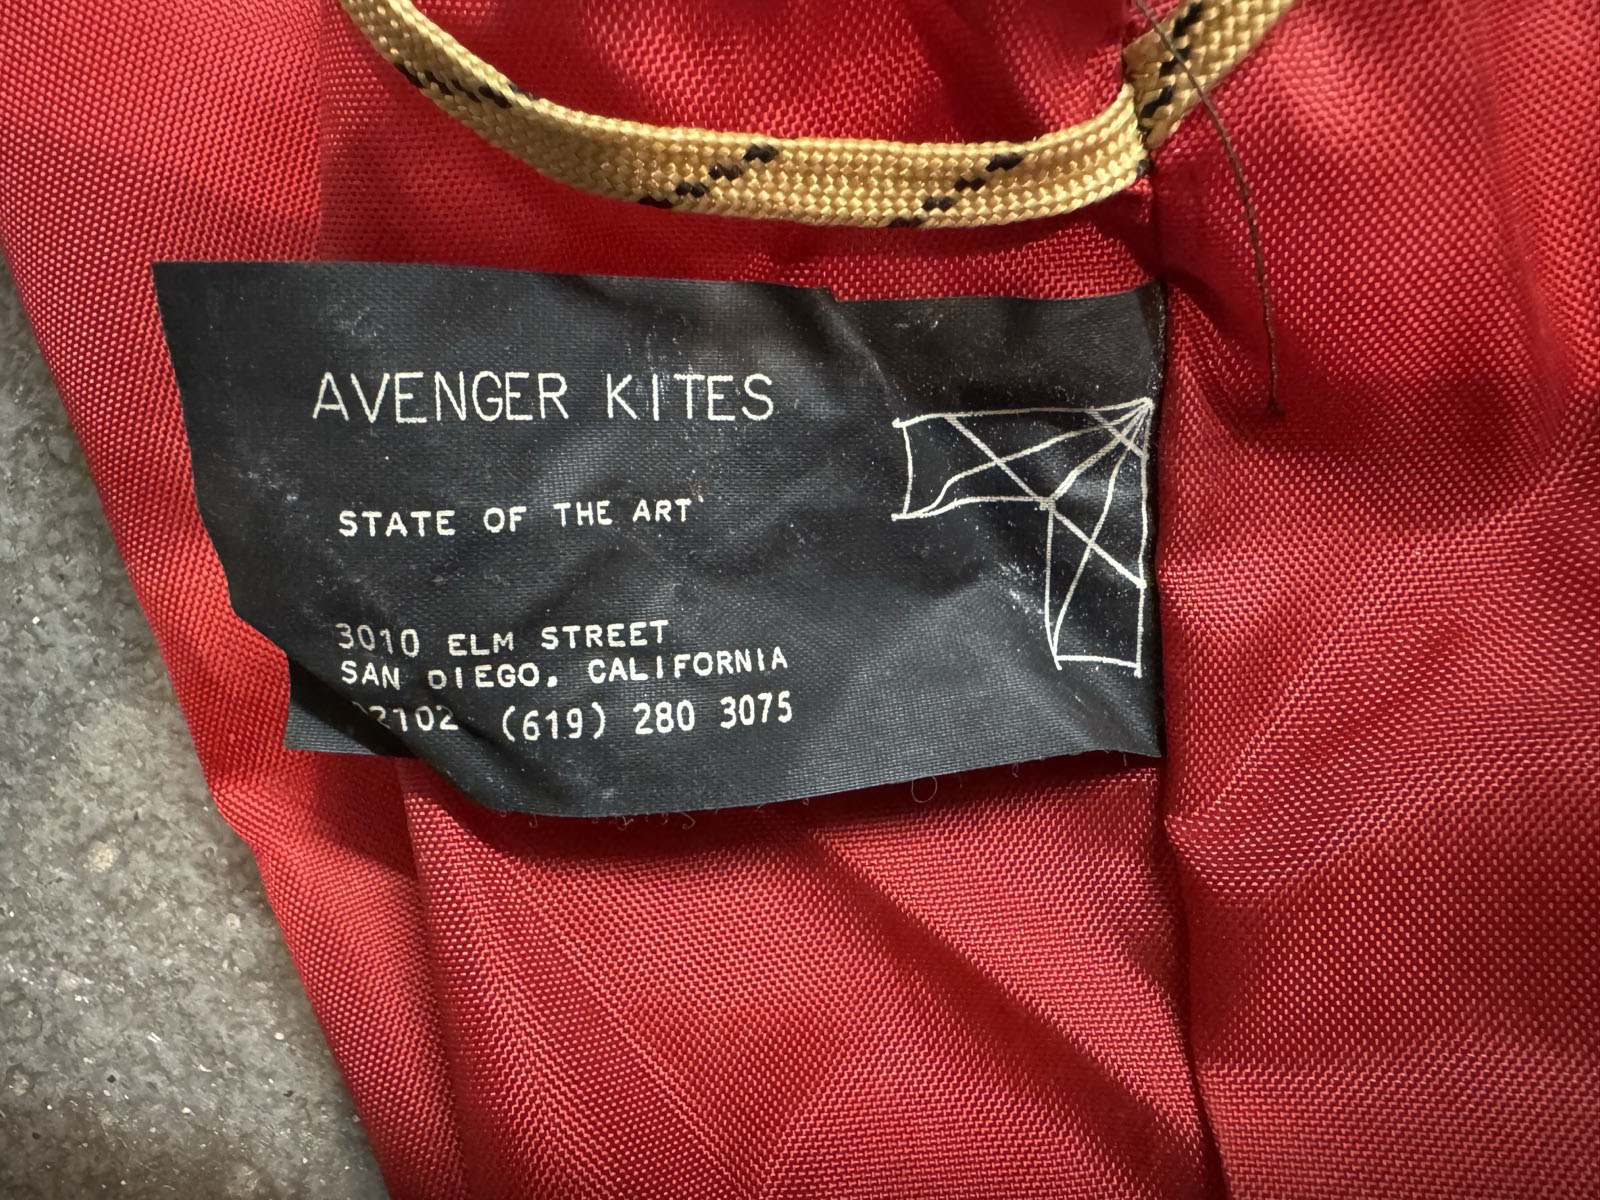 AVENGER KITES
STATE OF THE ART
3010 ELM STREET
SAN DIEGO, CALIFORNIA
(619) 280 3075